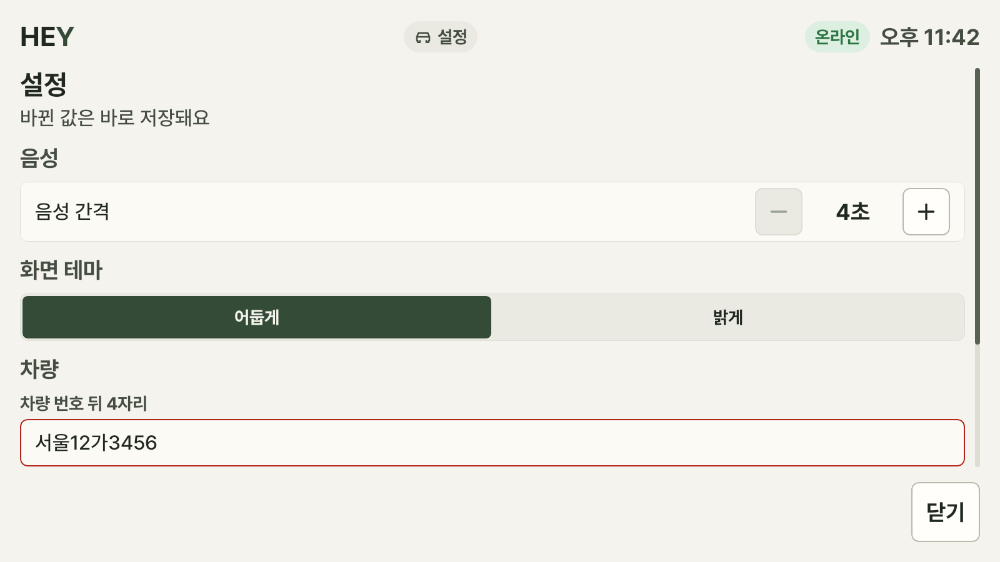 HEY
설정
온라인 오후 11:42
설정
바뀐 값은 바로 저장돼요
음성
음성 간격
4초
화면 테마
어둡게
밝게
차량
차량 번호 뒤 4자리
서울12가3456
닫기